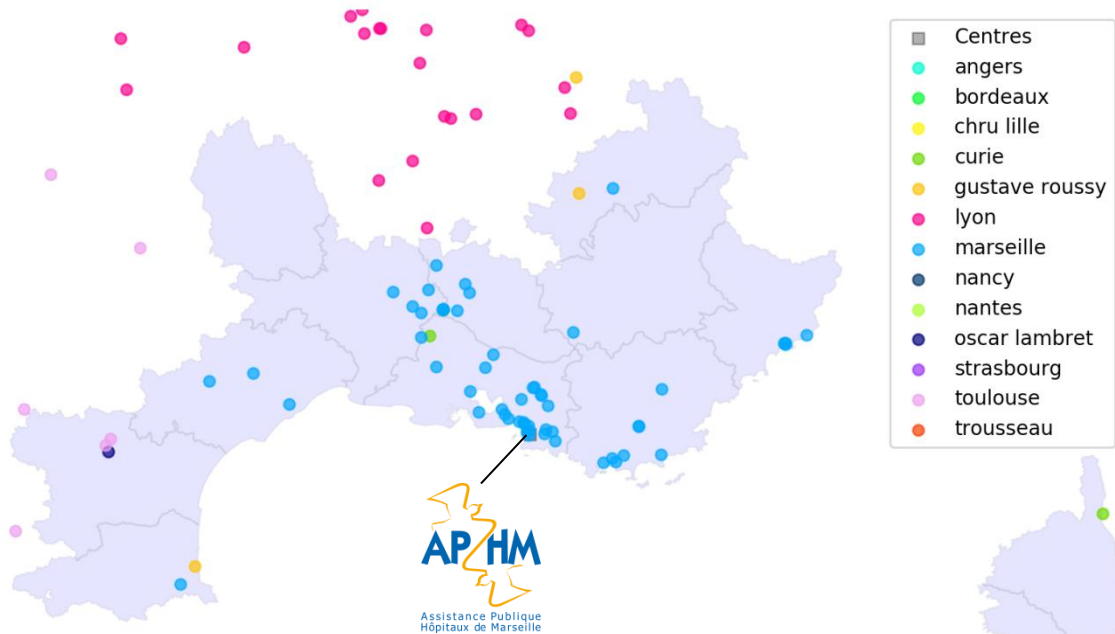 Centres
angers
bordeaux
chru lille
curie
gustave roussy
lyon
marseille
nancy
nantes
oscar lambret
strasbourg
toulouse
trousseau
AP HM
Assistance Publique
Hôpitaux de Marseille